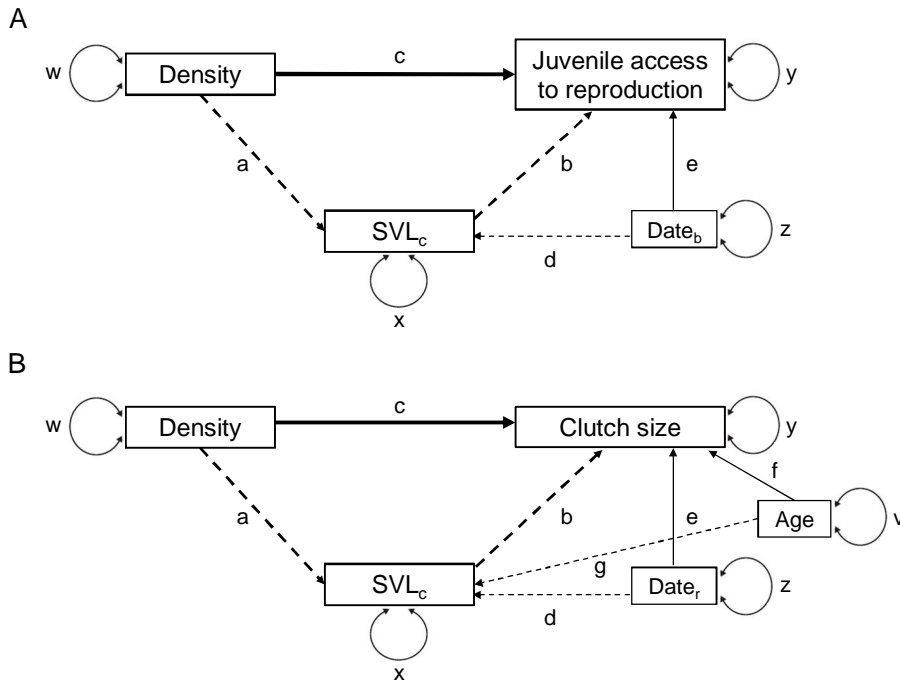 A
w
Density
c
Juvenile access
to reproduction
y
a
b
e
SVLc
Dateb
z
d
x
B
w
Density
c
Clutch size
y
f
a
b
e
Age
v
g
SVLc
Dater
z
d
x